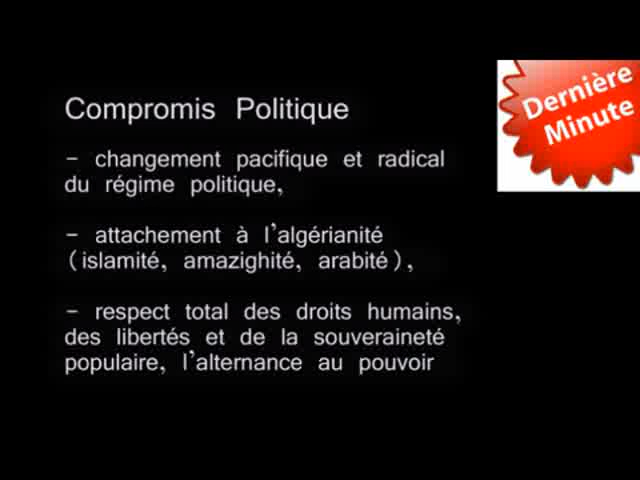 Compromis Politique
Dernière
Minute
- changement pacifique et radical
du régime politique,
- attachement à l'algérianité
(islamité, amazighité, arabité),
- respect total des droits humains,
des libertés et de la souveraineté
populaire, l'alternance au pouvoir